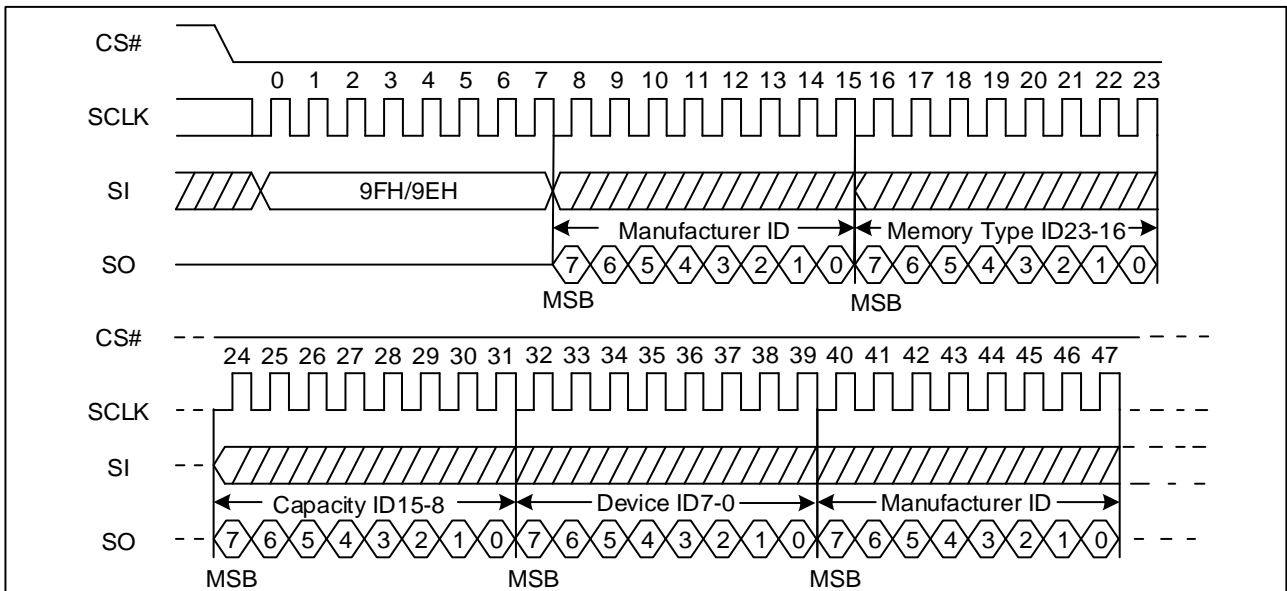 CS#
0 1 2 3 4 5 6 7 8 9 10 11 12 13 14 15 16 17 18 19 20 21 22 23
SCLK
SI 9FH/9EH
Manufacturer ID Memory Type ID23-16
SO 7 6 5 4 3 2 1 0 7 6 5 4 3 2 1 0
MSB MSB
CS#
24 25 26 27 28 29 30 31 32 33 34 35 36 37 38 39 40 41 42 43 44 45 46 47
SCLK
SI
Capacity ID15-8 Device ID7-0 Manufacturer ID
SO 7 6 5 4 3 2 1 0 7 6 5 4 3 2 1 0 7 6 5 4 3 2 1 0
MSB MSB MSB